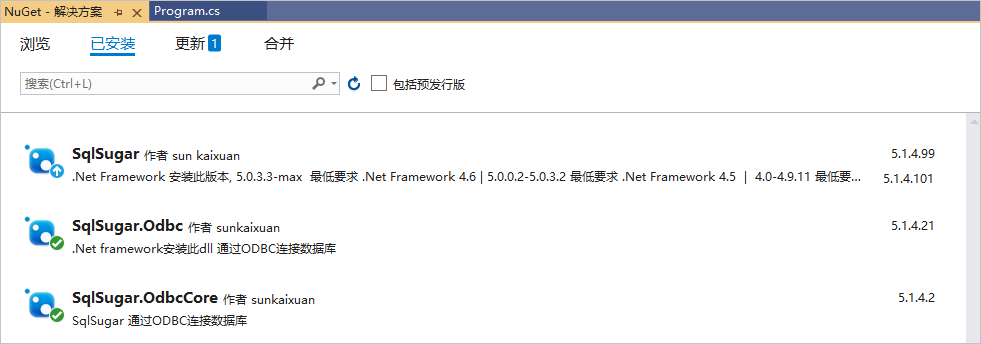 NuGet - 解决方案 Program.cs
浏览 已安装 更新 1 合并
搜索(Ctrl+L) 包括预发行版
SqlSugar 作者 sun kaixuan 5.1.4.99
.Net Framework 安装此版本, 5.0.3.3-max 最低要求 .Net Framework 4.6 | 5.0.0.2-5.0.3.2 最低要求 .Net Framework 4.5 | 4.0-4.9.11 最低要... 5.1.4.101
SqlSugar.Odbc 作者 sunkaixuan 5.1.4.21
.Net framework安装此dll 通过ODBC连接数据库
SqlSugar.OdbcCore 作者 sunkaixuan 5.1.4.2
SqlSugar 通过ODBC连接数据库